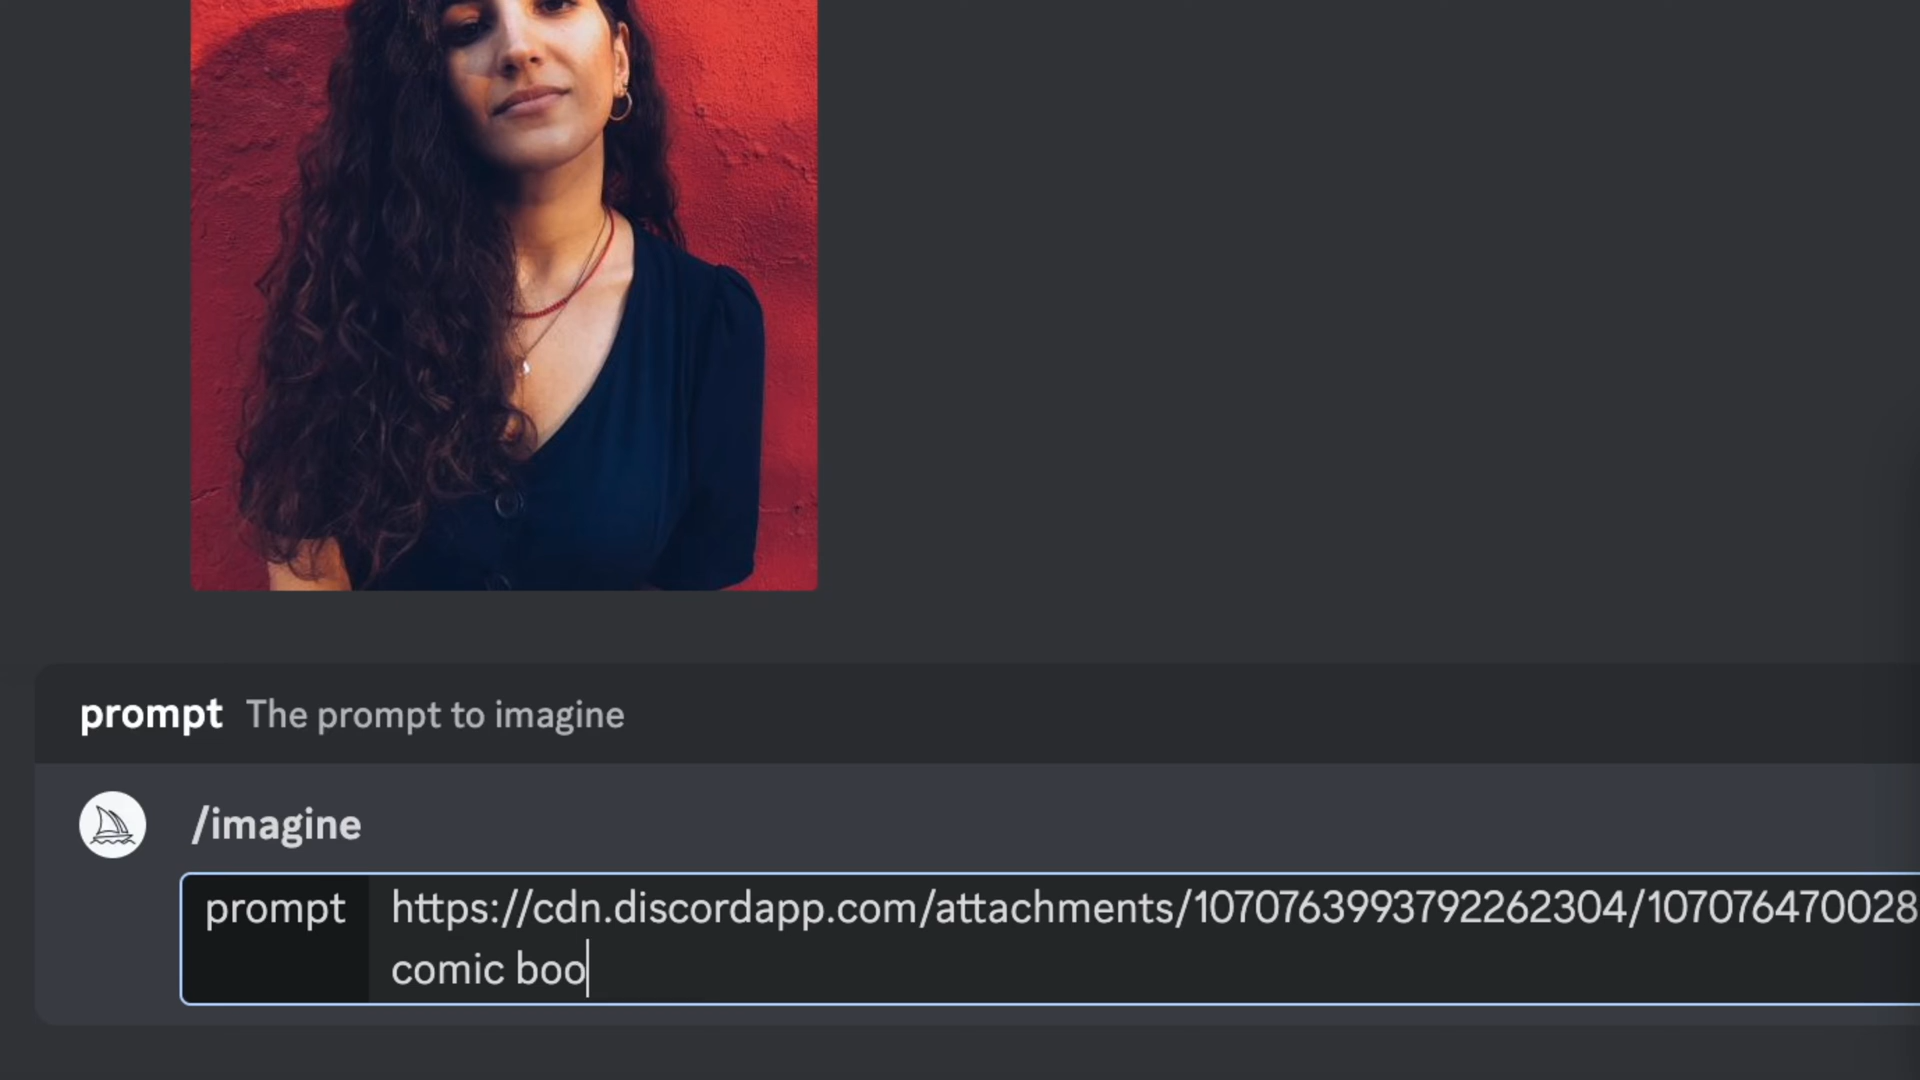 prompt The prompt to imagine
/imagine
prompt https://cdn.discordapp.com/attachments/1070763993792262304/107076470028
comic boo